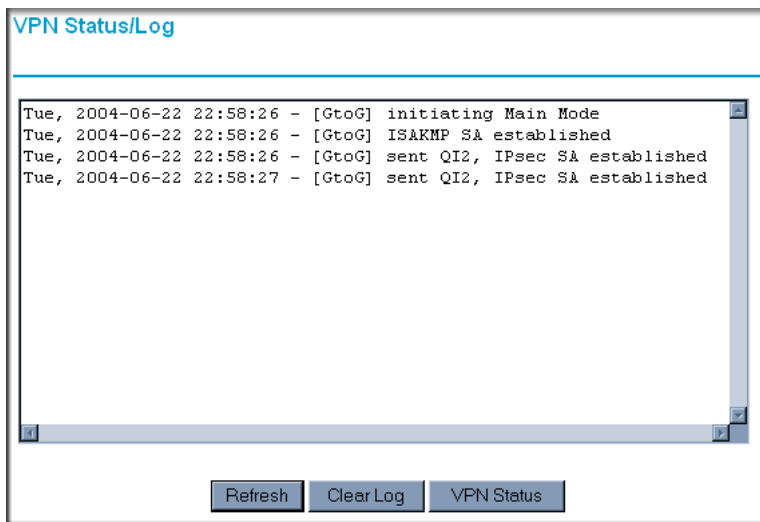 VPN Status/Log
Tue, 2004-06-22 22:58:26 - [GtoG] initiating Main Mode
Tue, 2004-06-22 22:58:26 - [GtoG] ISAKMP SA established
Tue, 2004-06-22 22:58:26 - [GtoG] sent QI2, IPsec SA established
Tue, 2004-06-22 22:58:27 - [GtoG] sent QI2, IPsec SA established
Refresh Clear Log VPN Status